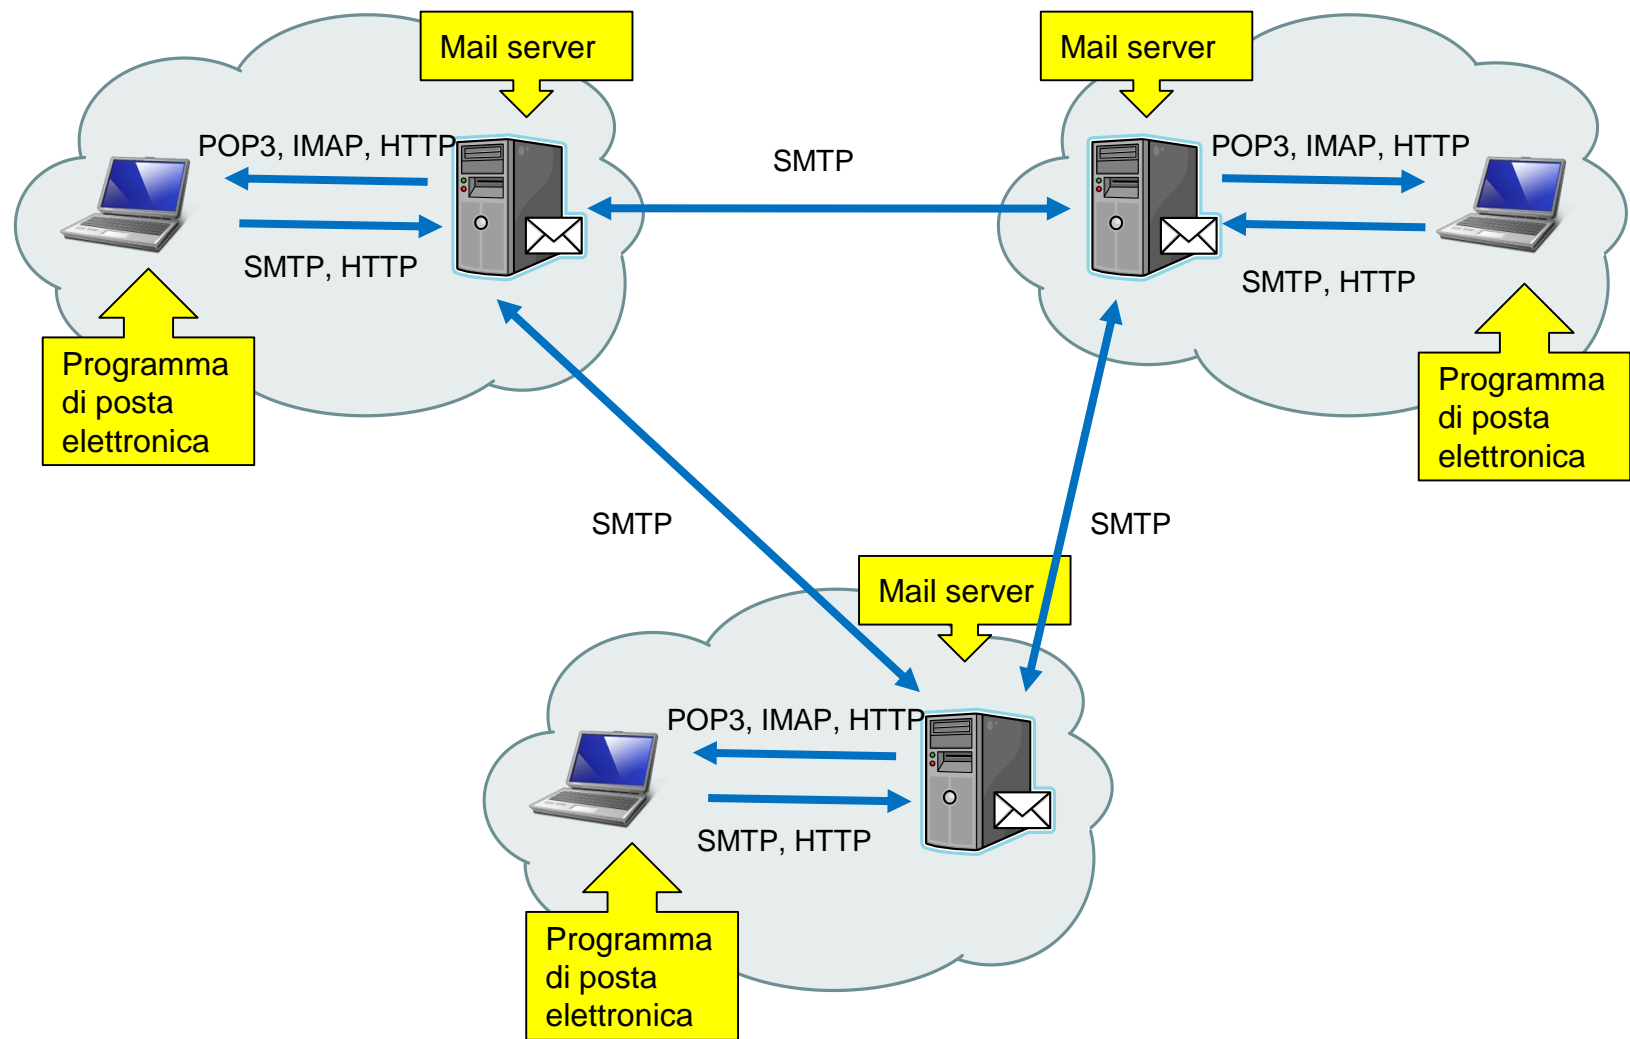 Mail server
Mail server
POP3, IMAP, HTTP
SMTP
POP3, IMAP, HTTP
SMTP, HTTP
SMTP, HTTP
Programma
di posta
elettronica
Programma
di posta
elettronica
SMTP
SMTP
Mail server
POP3, IMAP, HTTP
SMTP, HTTP
Programma
di posta
elettronica